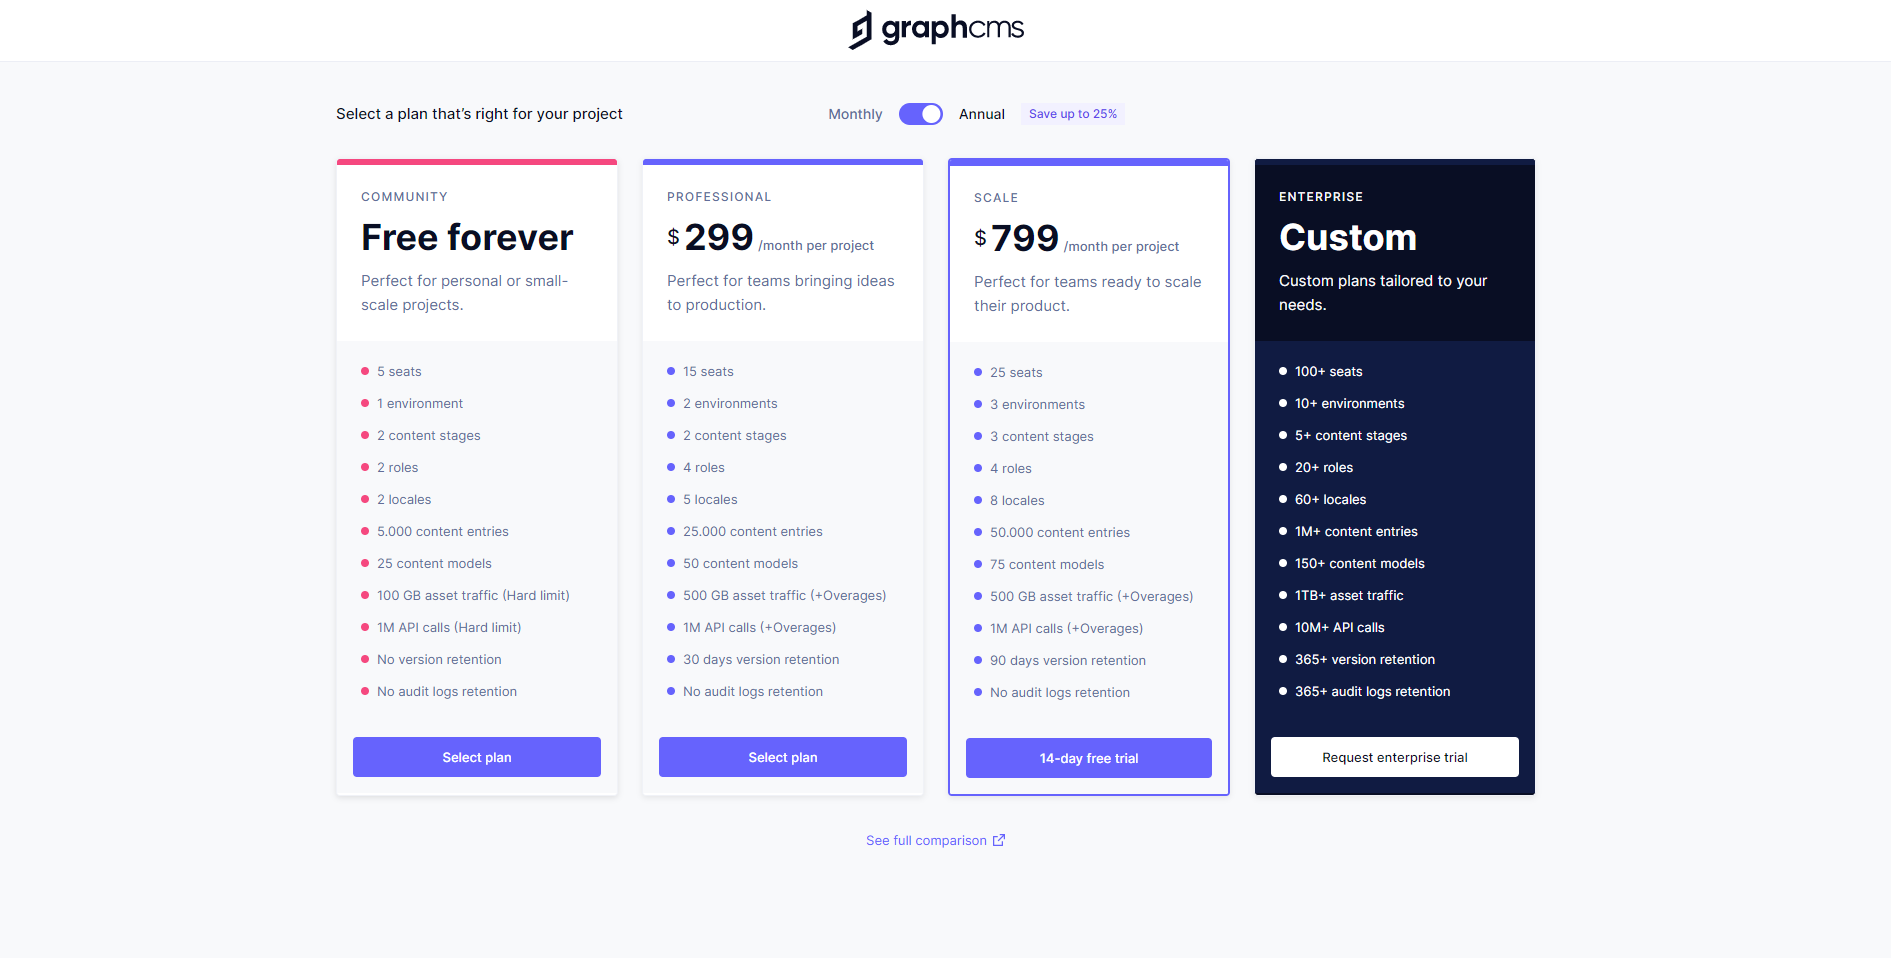 graphcms
Select a plan that's right for your project
Monthly
Annual
Save up to 25%
COMMUNITY
Free forever
Perfect for personal or small-
scale projects.
5 seats
1 environment
2 content stages
2 roles
2 locales
5.000 content entries
25 content models
100 GB asset traffic (Hard limit)
1M API calls (Hard limit)
No version retention
No audit logs retention
Select plan
PROFESSIONAL
$ 299 /month per project
Perfect for teams bringing ideas
to production.
15 seats
2 environments
2 content stages
4 roles
5 locales
25.000 content entries
50 content models
500 GB asset traffic (+Overages)
1M API calls (+Overages)
30 days version retention
No audit logs retention
Select plan
SCALE
$ 799 /month per project
Perfect for teams ready to scale
their product.
25 seats
3 environments
3 content stages
4 roles
8 locales
50.000 content entries
75 content models
500 GB asset traffic (+Overages)
1M API calls (+Overages)
90 days version retention
No audit logs retention
14-day free trial
ENTERPRISE
Custom
Custom plans tailored to your
needs.
100+ seats
10+ environments
5+ content stages
20+ roles
60+ locales
1M+ content entries
150+ content models
1TB+ asset traffic
10M+ API calls
365+ version retention
365+ audit logs retention
Request enterprise trial
See full comparison